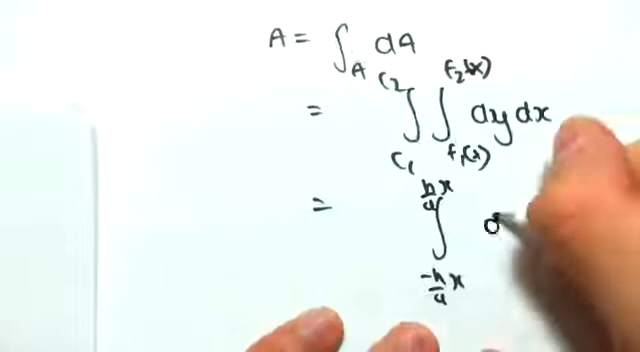 A = ∫_A dA
= ∫_{C₁}^{C₂} ∫_{f₁(x)}^{f₂(x)} dy dx
= ∫_{-h/a x}^{h/a x} d